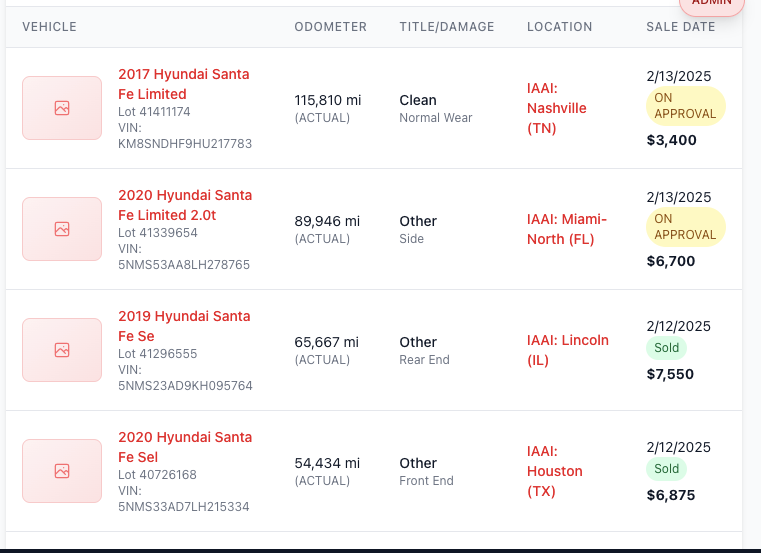 ADMIN
VEHICLE ODOMETER TITLE/DAMAGE LOCATION SALE DATE
2017 Hyundai Santa
Fe Limited
Lot 41411174
VIN:
KM8SNDHF9HU217783
115,810 mi
(ACTUAL)
Clean
Normal Wear
IAAI:
Nashville
(TN)
2/13/2025
ON
APPROVAL
$3,400
2020 Hyundai Santa
Fe Limited 2.0t
Lot 41339654
VIN:
5NMS53AA8LH278765
89,946 mi
(ACTUAL)
Other
Side
IAAI: Miami-
North (FL)
2/13/2025
ON
APPROVAL
$6,700
2019 Hyundai Santa
Fe Se
Lot 41296555
VIN:
5NMS23AD9KH095764
65,667 mi
(ACTUAL)
Other
Rear End
IAAI: Lincoln
(IL)
2/12/2025
Sold
$7,550
2020 Hyundai Santa
Fe Sel
Lot 40726168
VIN:
5NMS33AD7LH215334
54,434 mi
(ACTUAL)
Other
Front End
IAAI:
Houston
(TX)
2/12/2025
Sold
$6,875